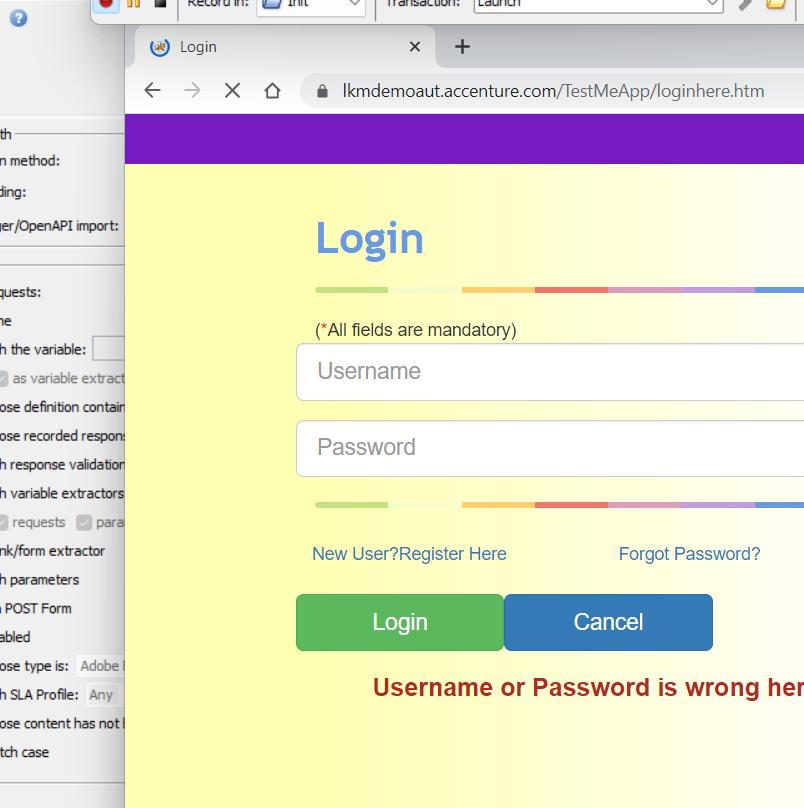 Record in:
Init
Transaction:
Launch
Login
lkmdemoaut.accenture.com/TestMeApp/loginhere.htm
th
n method:
ding:
ger/OpenAPI import:
quests:
ne
h the variable:
as variable extract
ose definition contain
ose recorded respons
h response validation
h variable extractors
requests
para
nk/form extractor
h parameters
POST Form
abled
ose type is:
Adobe
h SLA Profile:
Any
ose content has not
tch case
Login
(*All fields are mandatory)
Username
Password
New User?Register Here
Forgot Password?
Login
Cancel
Username or Password is wrong her